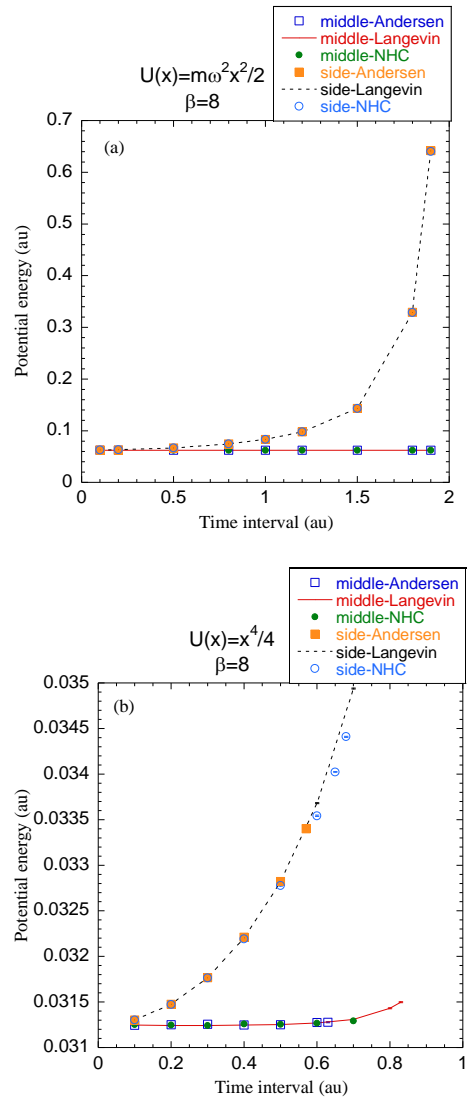 middle-Andersen
middle-Langevin
middle-NHC
side-Andersen
side-Langevin
side-NHC
U(x)=mω²x²/2
β=8
(a)
0.7
0.6
0.5
0.4
0.3
0.2
0.1
0
Potential energy (au)
0 0.5 1 1.5 2
Time interval (au)
middle-Andersen
middle-Langevin
middle-NHC
side-Andersen
side-Langevin
side-NHC
U(x)=x⁴/4
β=8
(b)
0.035
0.0345
0.034
0.0335
0.033
0.0325
0.032
0.0315
0.031
Potential energy (au)
0 0.2 0.4 0.6 0.8 1
Time interval (au)